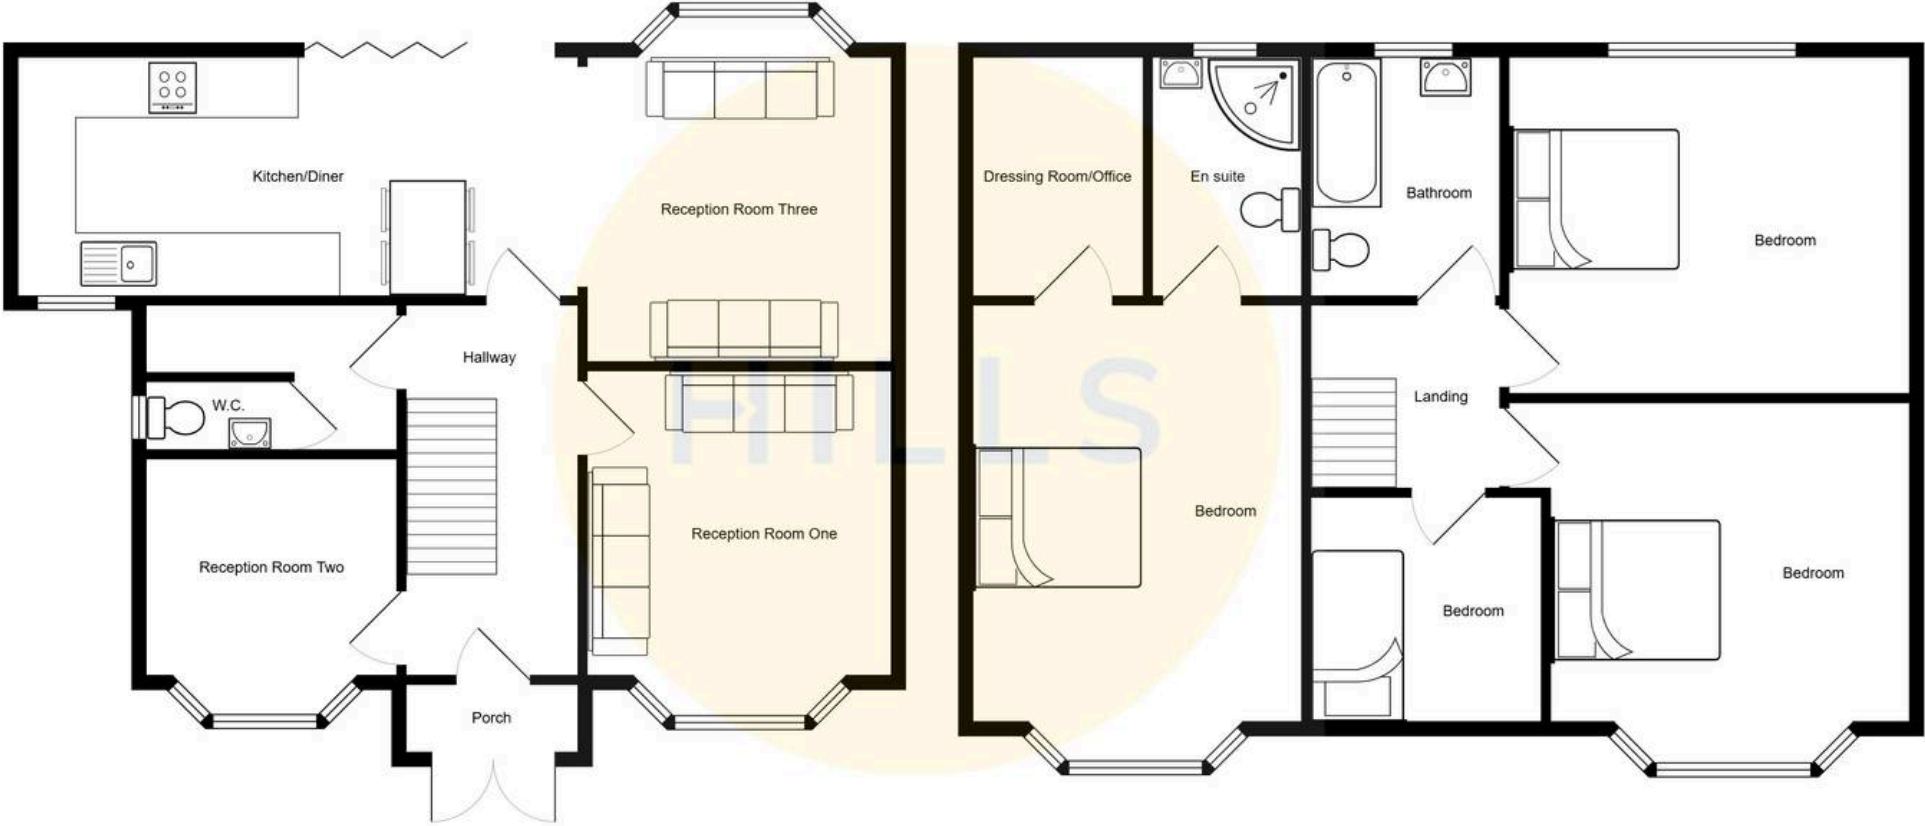 Kitchen/Diner
Reception Room Three
Hallway
W.C.
Reception Room Two
Reception Room One
Porch
Dressing Room/Office
En suite
Bathroom
Bedroom
Landing
Bedroom
Bedroom
Bedroom
HILLS